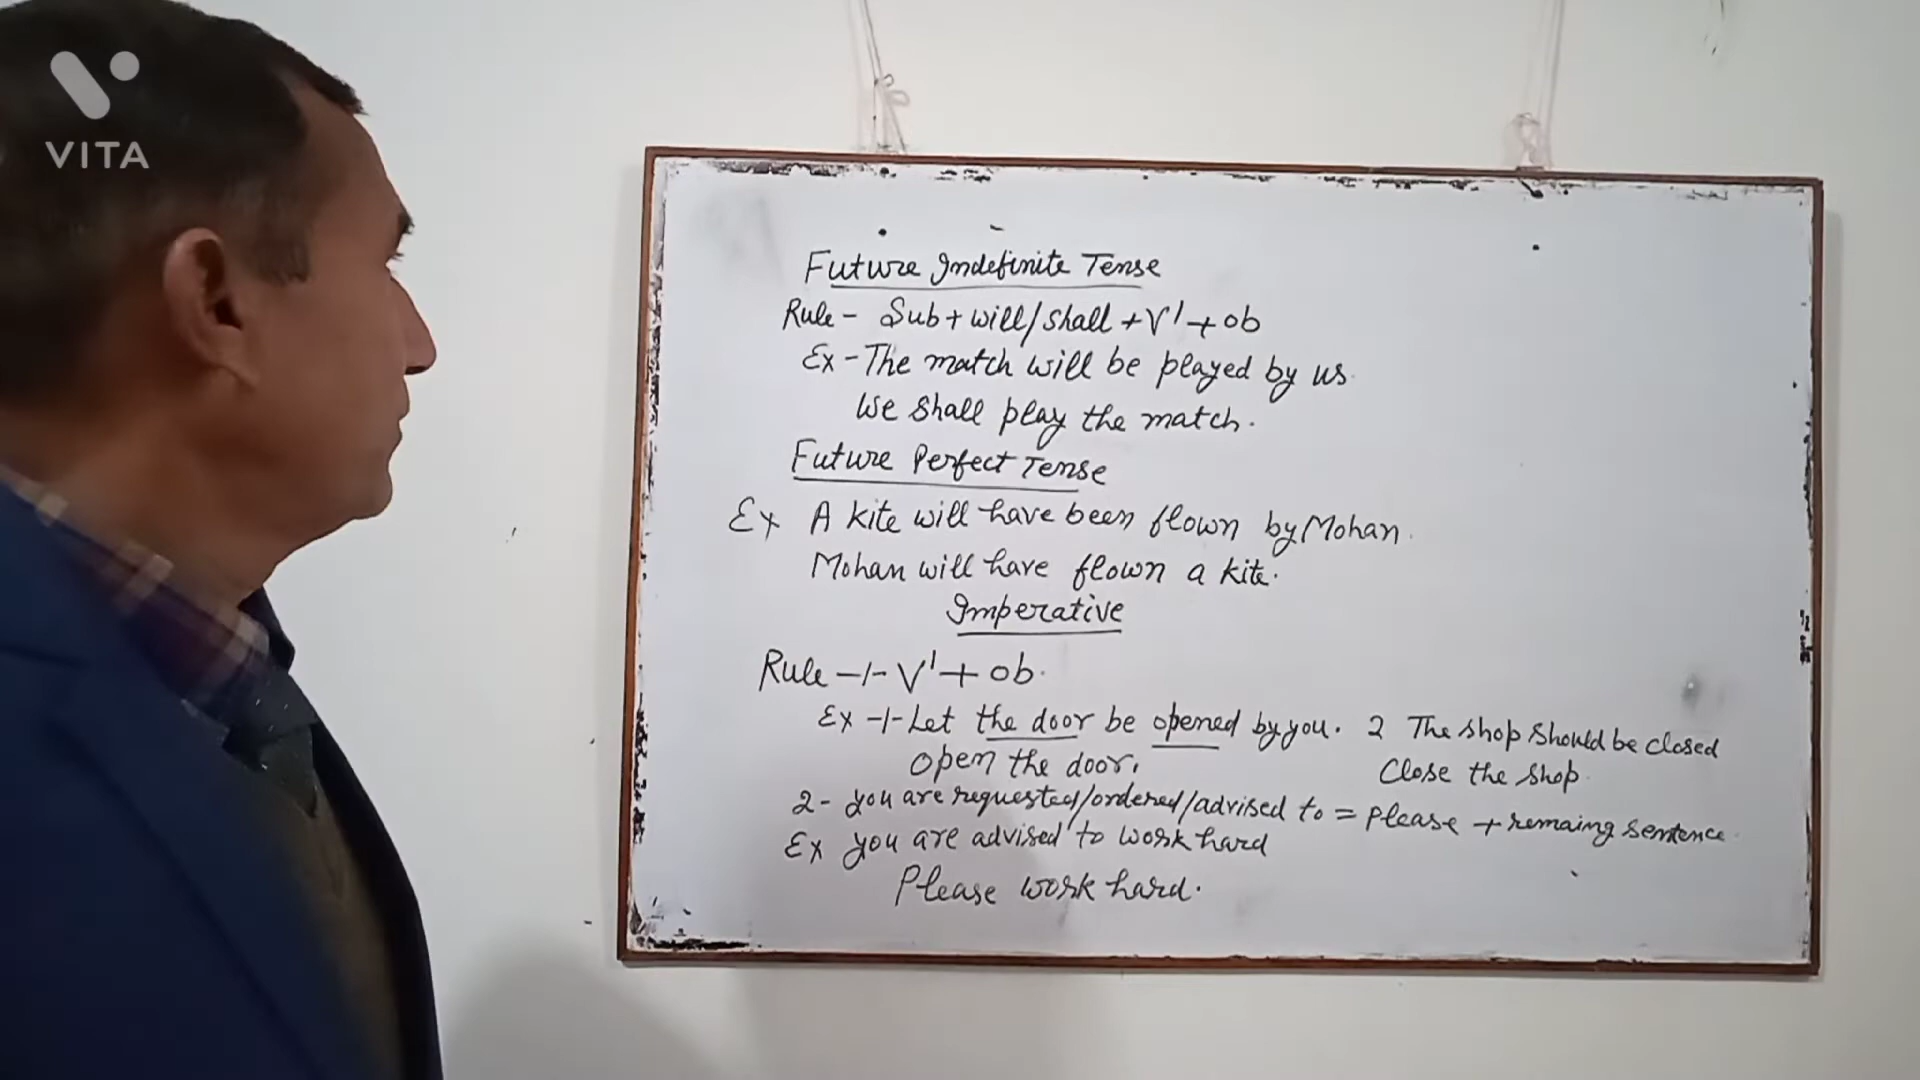 VITA
Future Indefinite Tense
Rule - Sub + will/shall + V¹ + ob
Ex - The match will be played by us.
We shall play the match.
Future Perfect Tense
Ex A kite will have been flown by Mohan.
Mohan will have flown a kite.
Imperative
Rule -1- V¹ + ob.
Ex -1- Let the door be opened by you. 2 The shop should be closed
open the door. Close the shop.
2- you are requested/ordered/advised to = please + remaing sentence.
Ex you are advised to work hard
Please work hard.